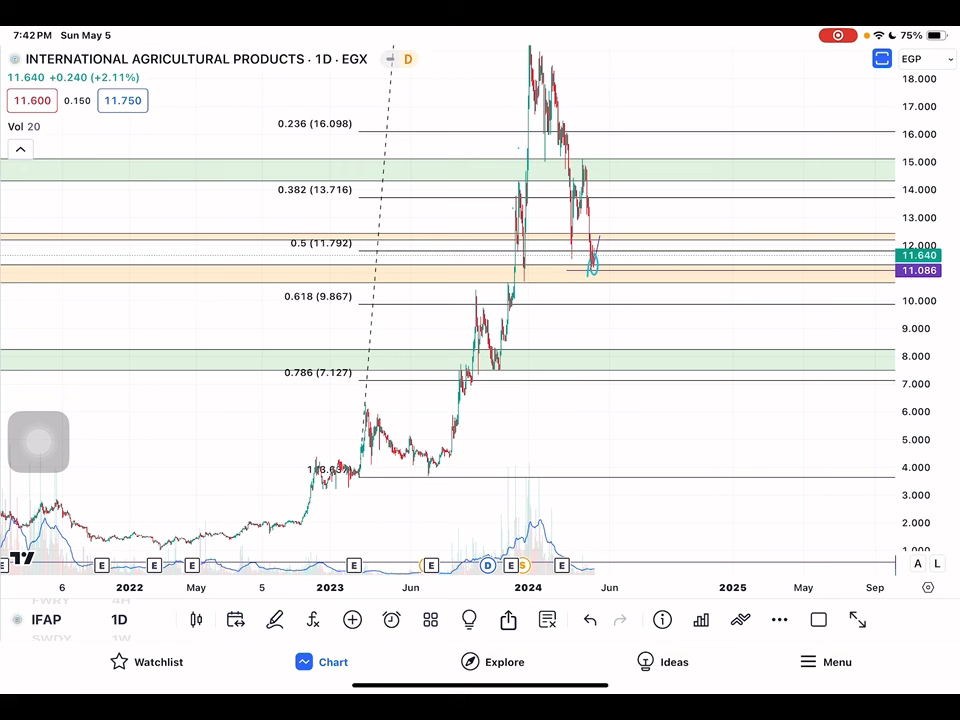 7:42 PM Sun May 5
75%
INTERNATIONAL AGRICULTURAL PRODUCTS · 1D · EGX
D
EGP
11.640 +0.240 (+2.11%)
11.600
0.150
11.750
Vol 20
0.236 (16.098)
0.382 (13.716)
0.5 (11.792)
0.618 (9.867)
0.786 (7.127)
18.000
17.000
16.000
15.000
14.000
13.000
12.000
11.640
11.086
10.000
9.000
8.000
7.000
6.000
5.000
4.000
3.000
2.000
1.000
E
E
E
E
E
E
D
E
S
E
A
L
6
2022
May
5
2023
Jun
2024
Jun
2025
May
Sep
IFAP
1D
4H
1W
SWDY
Watchlist
Chart
Explore
Ideas
Menu